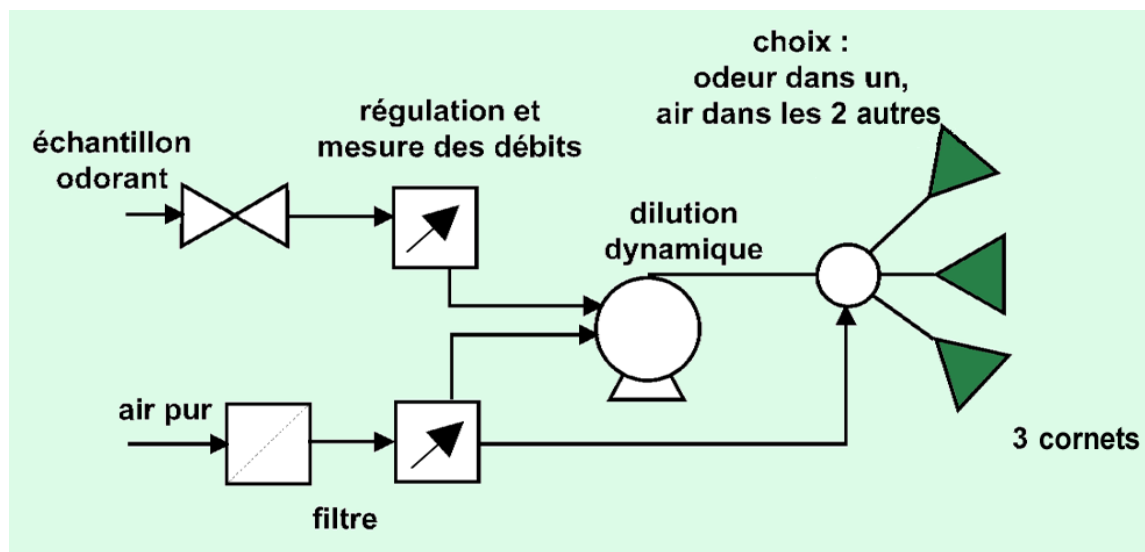 choix :
odeur dans un,
air dans les 2 autres
régulation et
mesure des débits
échantillon
odorant
dilution
dynamique
air pur
3 cornets
filtre